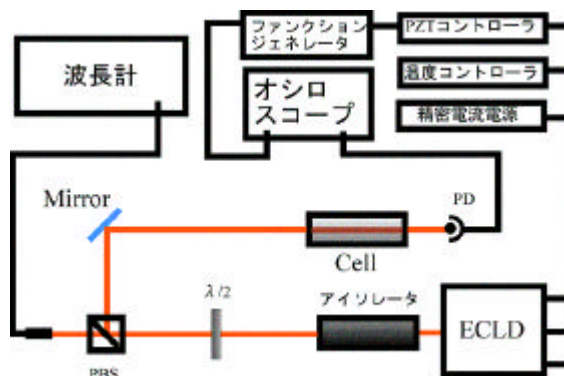 ファンクション
ジェネレータ
PZTコントローラ
波長計
オシロ
スコープ
温度コントローラ
精密電流電源
Mirror
PD
Cell
λ/2
アイソレータ
ECLD
PBS